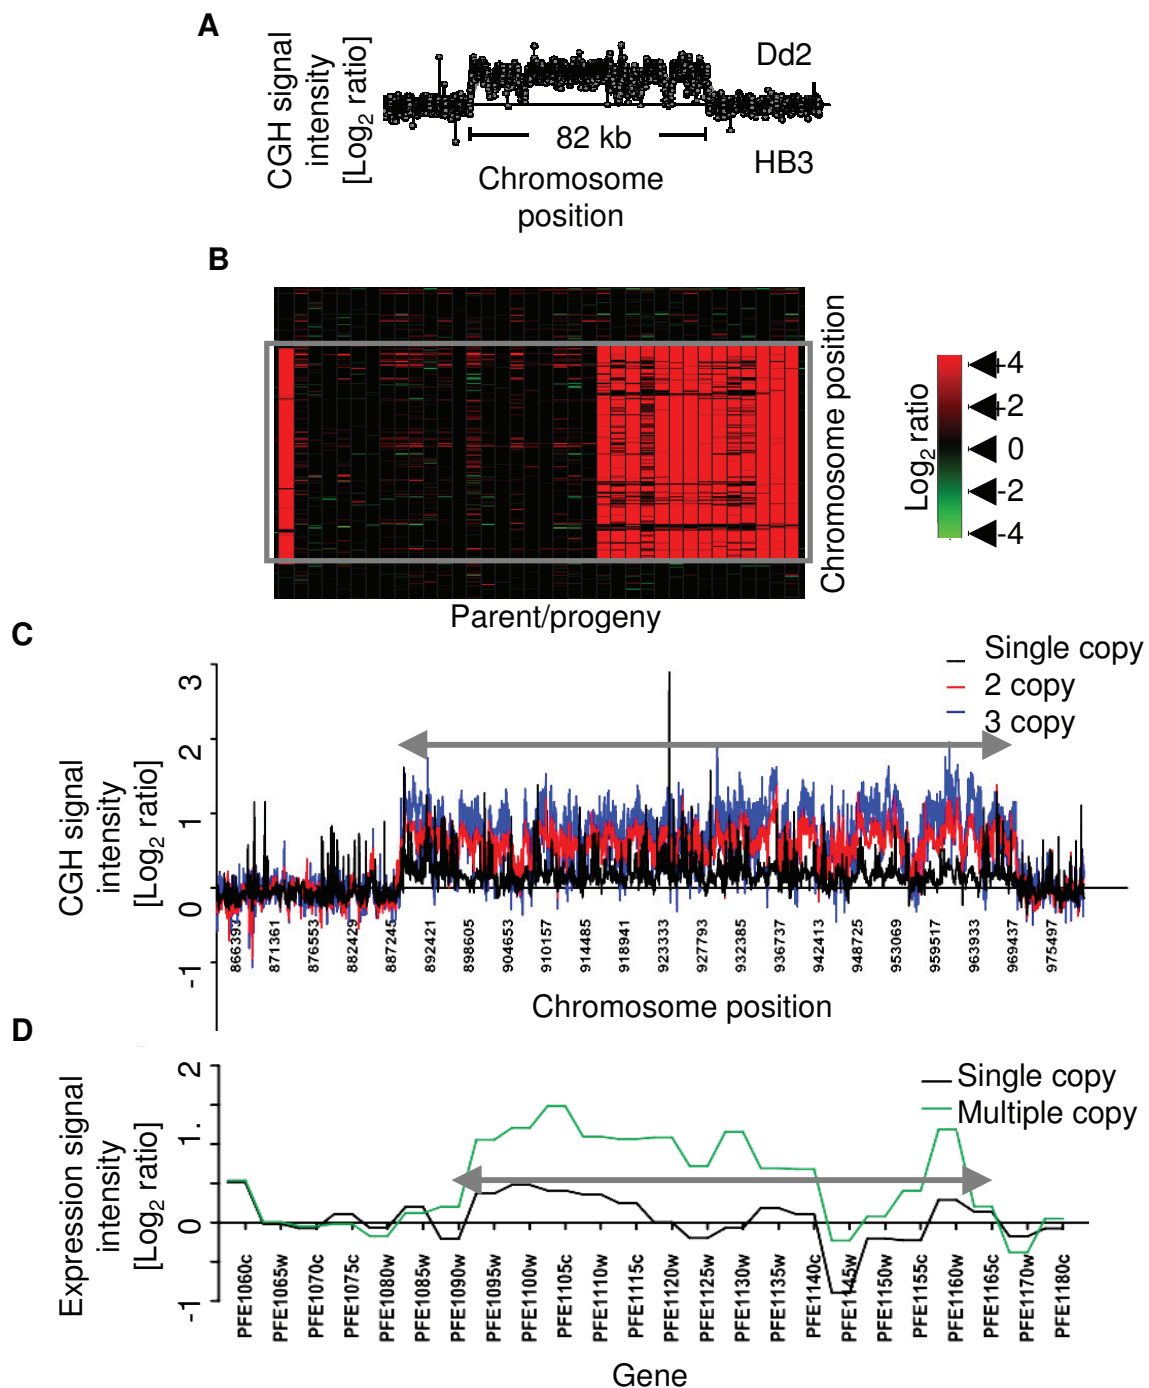 A
CGH signal
intensity
[Log2 ratio]
Dd2
82 kb
HB3
Chromosome
position
B
Chromosome position
Parent/progeny
Log2 ratio
+4
+2
0
-2
-4
C
Single copy
2 copy
3 copy
CGH signal
intensity
[Log2 ratio]
3
2
1
0
-1
866393
871361
876553
882429
887245
892421
898605
904653
910157
914485
918941
923333
927793
932385
936737
942413
948725
953069
959517
963933
969437
975497
Chromosome position
D
Single copy
Multiple copy
Expression signal
intensity
[Log2 ratio]
2
1.
0
-1
PFE1060c
PFE1065w
PFE1070c
PFE1075c
PFE1080w
PFE1085w
PFE1090w
PFE1095w
PFE1100w
PFE1105c
PFE1110w
PFE1115c
PFE1120w
PFE1125w
PFE1130w
PFE1135w
PFE1140c
PFE1145w
PFE1150w
PFE1155c
PFE1160w
PFE1165c
PFE1170w
PFE1180c
Gene